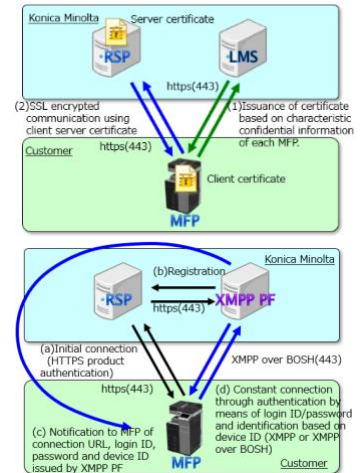 Konica Minolta
Server certificate
RSP
LMS
https(443)
(2)SSL encrypted
communication using
client server certificate
(1)Issuance of certificate
based on characteristic
confidential information
of each MFP.
https(443)
Customer
Client certificate
MFP
Konica Minolta
(b)Registration
RSP
XMPP PF
https(443)
(a)Initial connection
(HTTPS product
authentication)
XMPP over BOSH(443)
https(443)
(d) Constant connection
through authentication by
means of login ID/password
and identification based on
device ID (XMPP or XMPP
over BOSH)
(c) Notification to MFP of
connection URL, login ID,
password and device ID
issued by XMPP PF
MFP
Customer